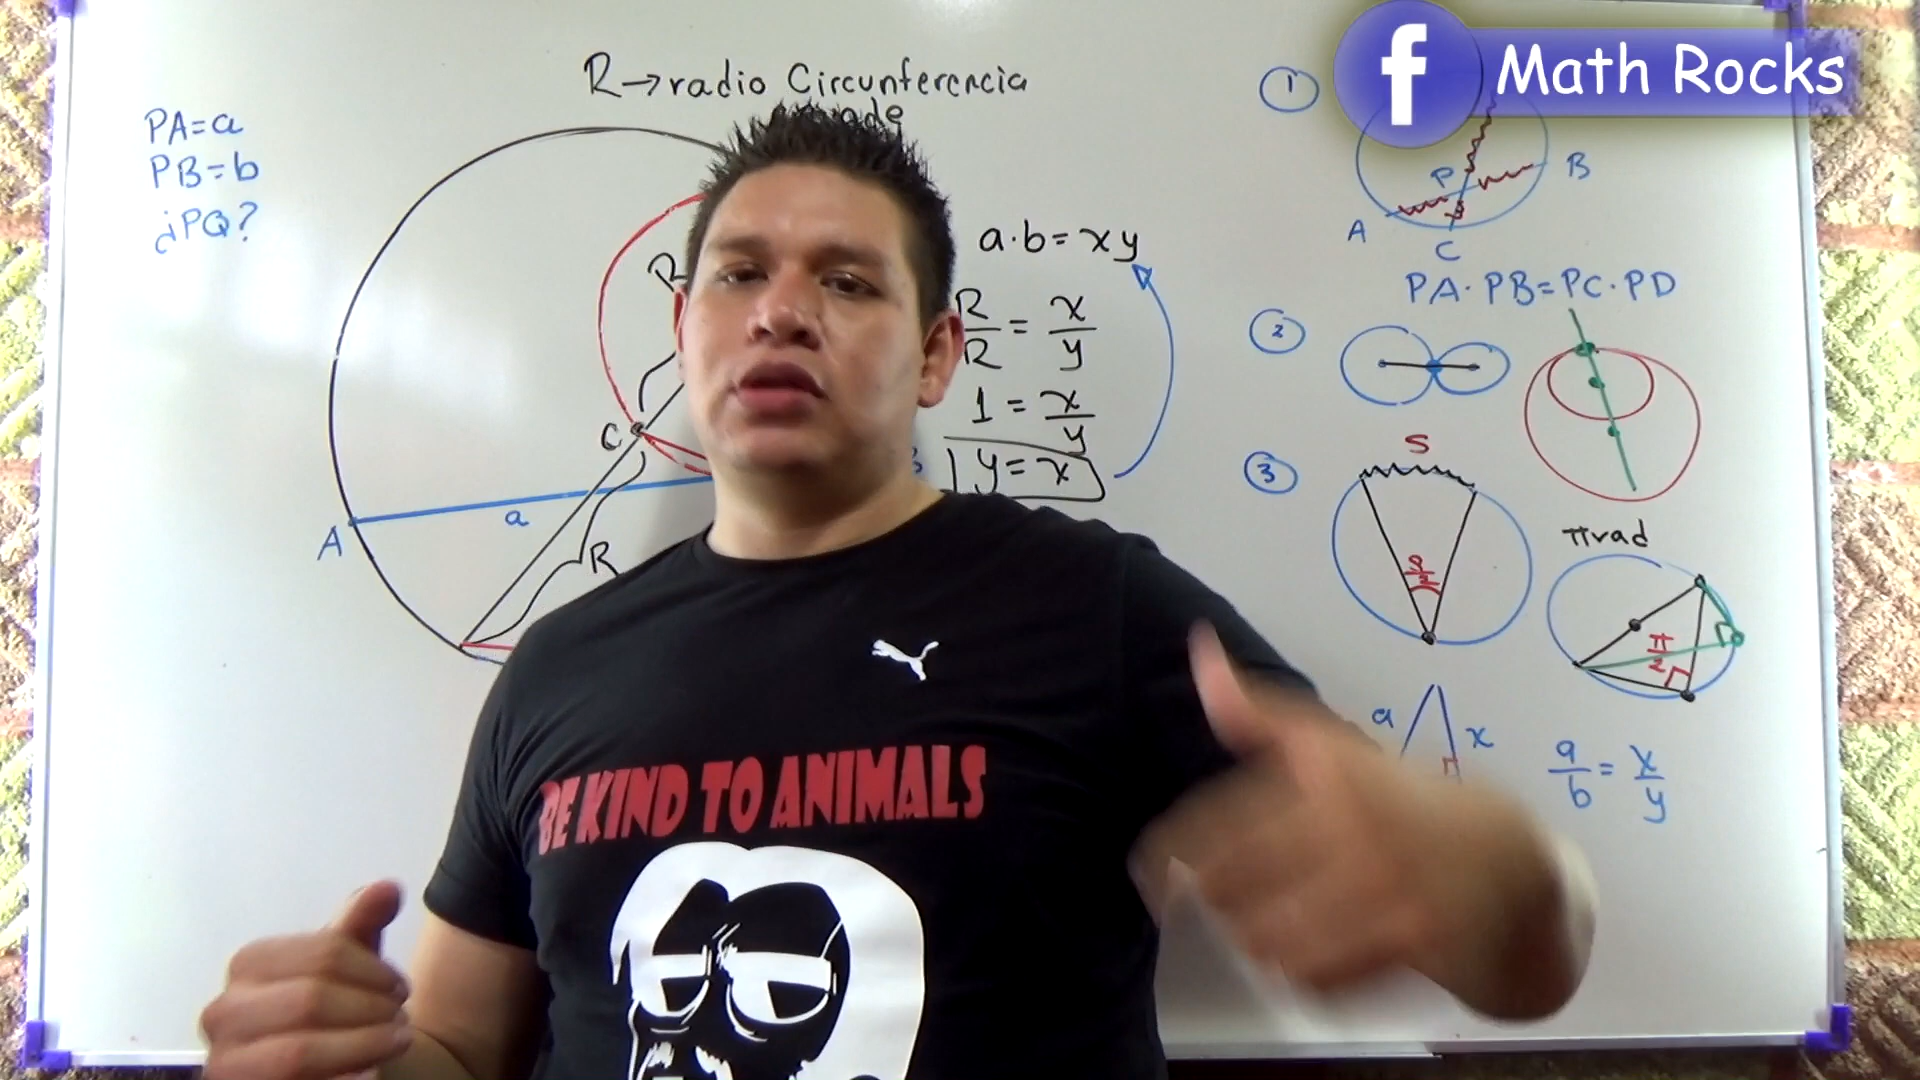 R→radio Circunferencia
PA=a
PB=b
¿PQ?
R
C
A
a
R
a·b=xy
R/R = x/y
1 = x/y
y=x
f Math Rocks
1
P
B
A
C
PA·PB=PC·PD
2
3
S
πrad
π/2
a
x
a/b = x/y
BE KIND TO ANIMALS